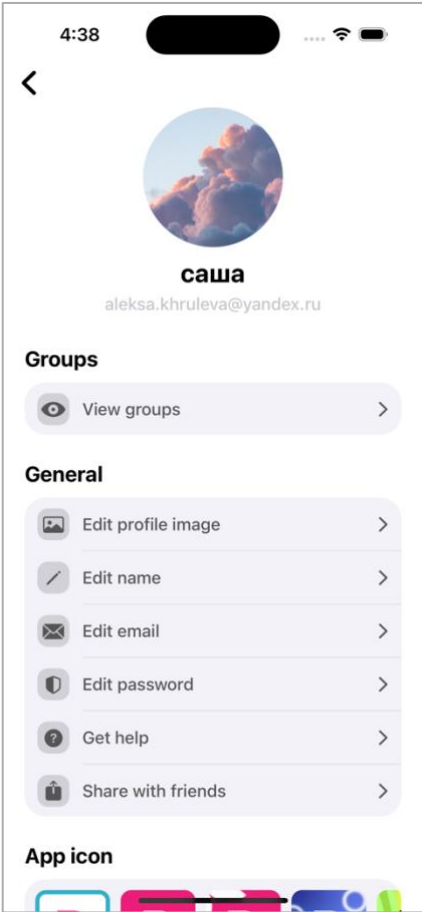 4:38
саша
aleksa.khruleva@yandex.ru
Groups
View groups
General
Edit profile image
Edit name
Edit email
Edit password
Get help
Share with friends
App icon